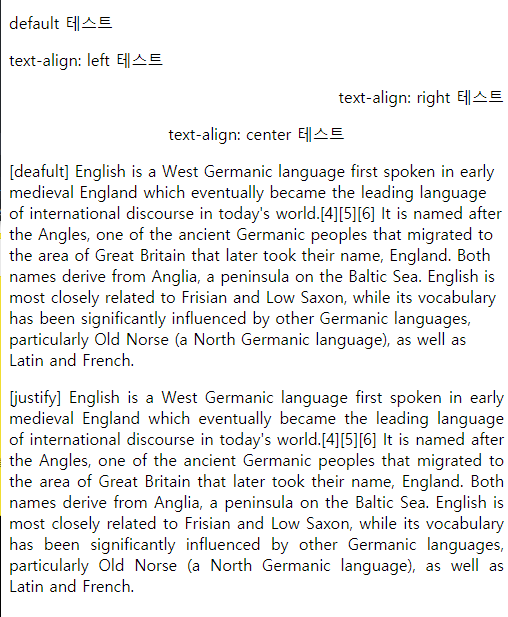 default 테스트
text-align: left 테스트
text-align: right 테스트
text-align: center 테스트
[deafult] English is a West Germanic language first spoken in early
medieval England which eventually became the leading language
of international discourse in today's world.[4][5][6] It is named after
the Angles, one of the ancient Germanic peoples that migrated to
the area of Great Britain that later took their name, England. Both
names derive from Anglia, a peninsula on the Baltic Sea. English is
most closely related to Frisian and Low Saxon, while its vocabulary
has been significantly influenced by other Germanic languages,
particularly Old Norse (a North Germanic language), as well as
Latin and French.
[justify] English is a West Germanic language first spoken in early
medieval England which eventually became the leading language
of international discourse in today's world.[4][5][6] It is named after
the Angles, one of the ancient Germanic peoples that migrated to
the area of Great Britain that later took their name, England. Both
names derive from Anglia, a peninsula on the Baltic Sea. English is
most closely related to Frisian and Low Saxon, while its vocabulary
has been significantly influenced by other Germanic languages,
particularly Old Norse (a North Germanic language), as well as
Latin and French.